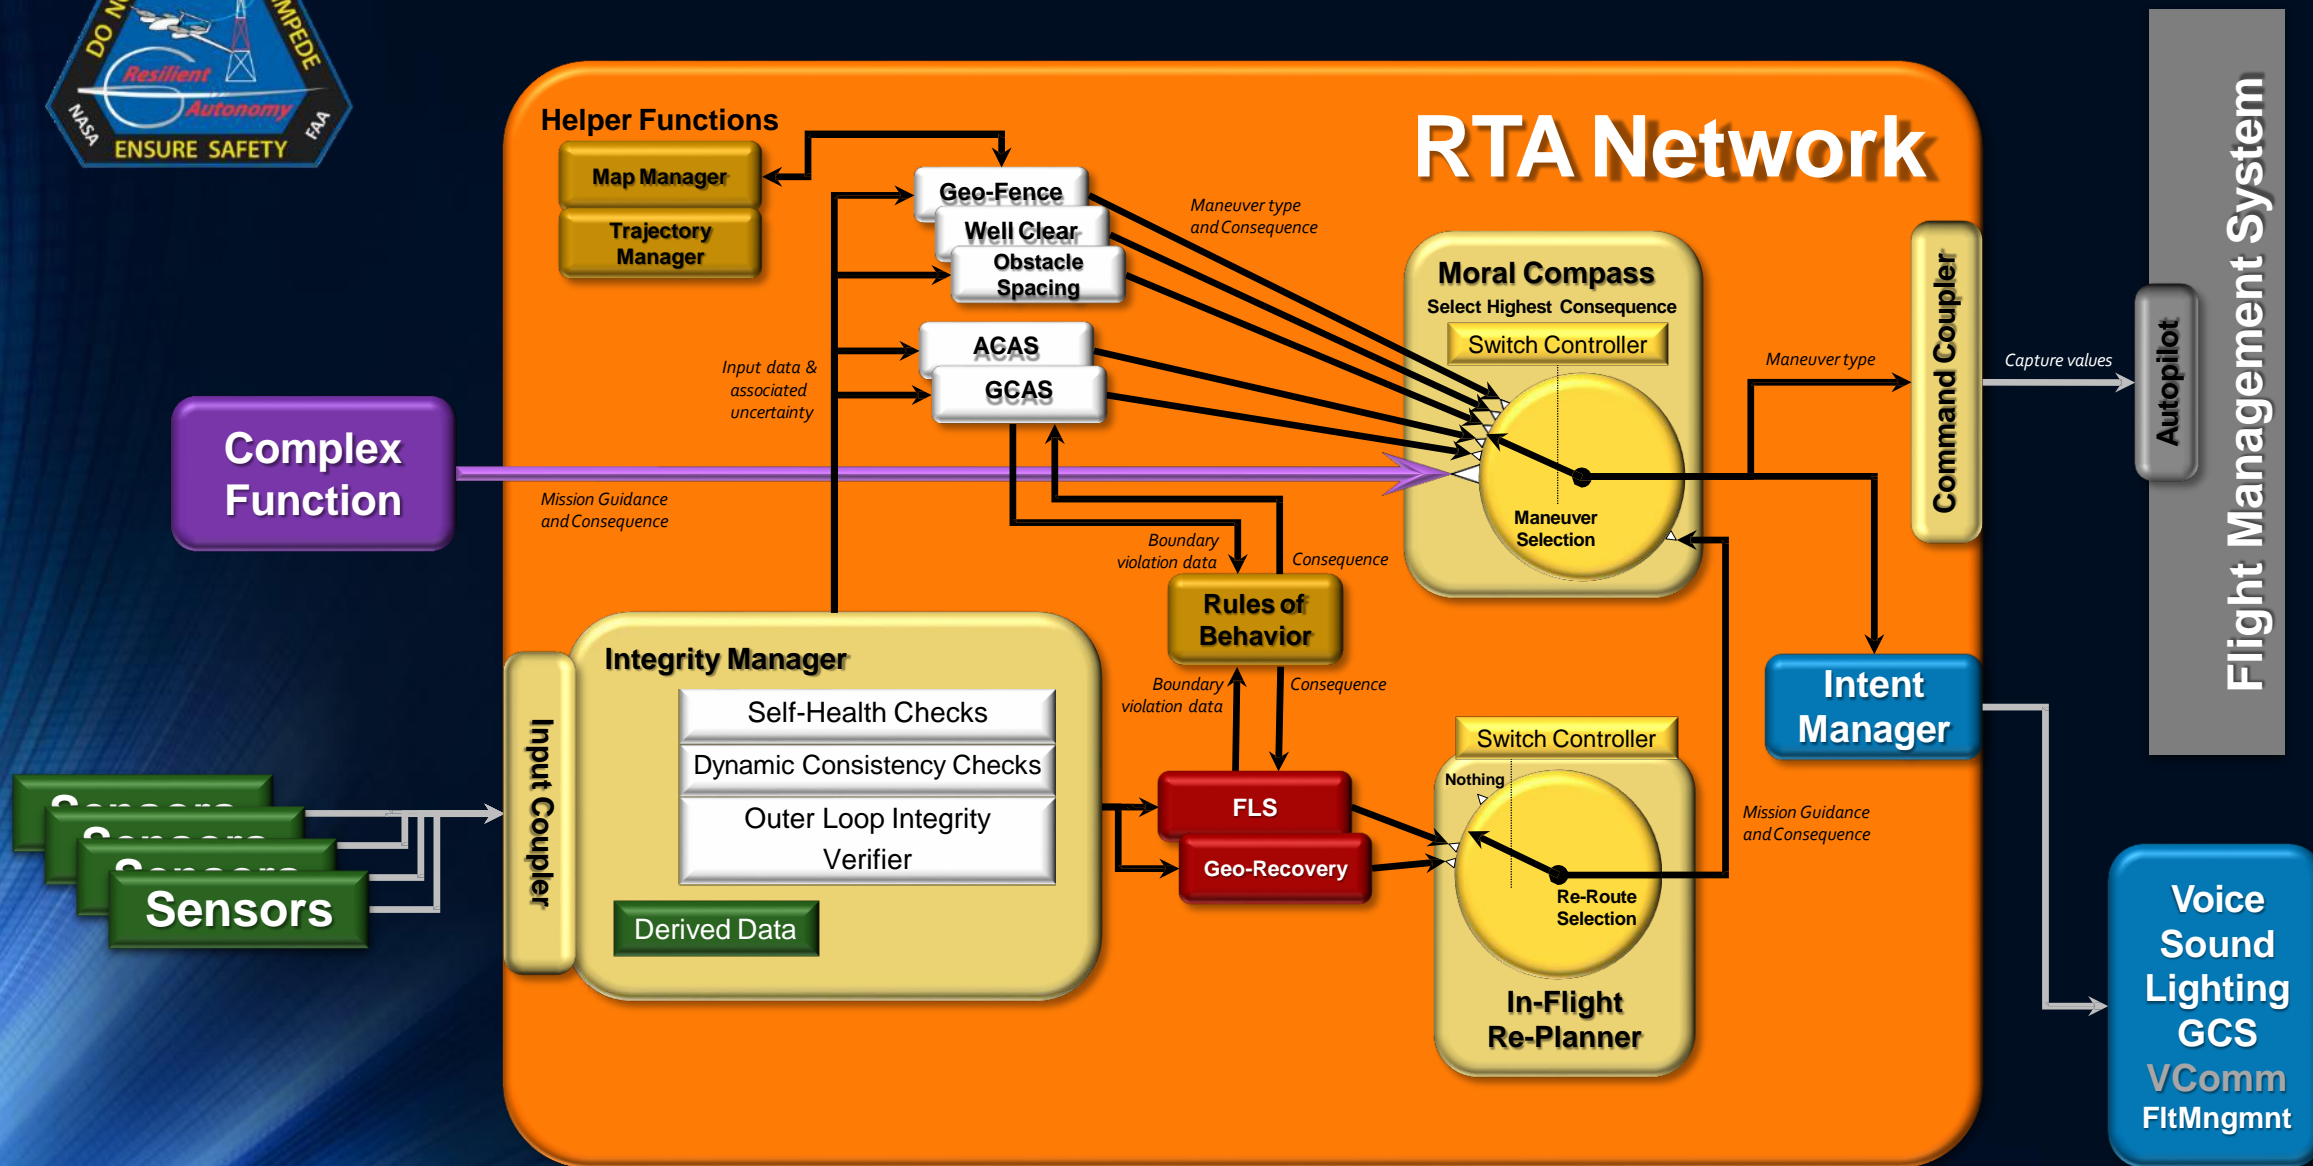 DO NO
IMPEDE
Resilient
Autonomy
NASA
FAA
ENSURE SAFETY
RTA Network
Helper Functions
Map Manager
Trajectory
Manager
Geo-Fence
Well Clear
Obstacle
Spacing
ACAS
GCAS
Maneuver type
and Consequence
Input data &
associated
uncertainty
Complex
Function
Mission Guidance
and Consequence
Moral Compass
Select Highest Consequence
Switch Controller
Maneuver
Selection
Maneuver type
Command Coupler
Capture values
Autopilot
Flight Management System
Boundary
violation data
Consequence
Rules of
Behavior
Boundary
violation data
Consequence
Integrity Manager
Self-Health Checks
Dynamic Consistency Checks
Outer Loop Integrity
Verifier
Derived Data
Input Coupler
Sensors
Sensors
Sensors
Sensors
FLS
Geo-Recovery
Switch Controller
Nothing
Re-Route
Selection
In-Flight
Re-Planner
Mission Guidance
and Consequence
Intent
Manager
Voice
Sound
Lighting
GCS
VComm
FltMngmnt